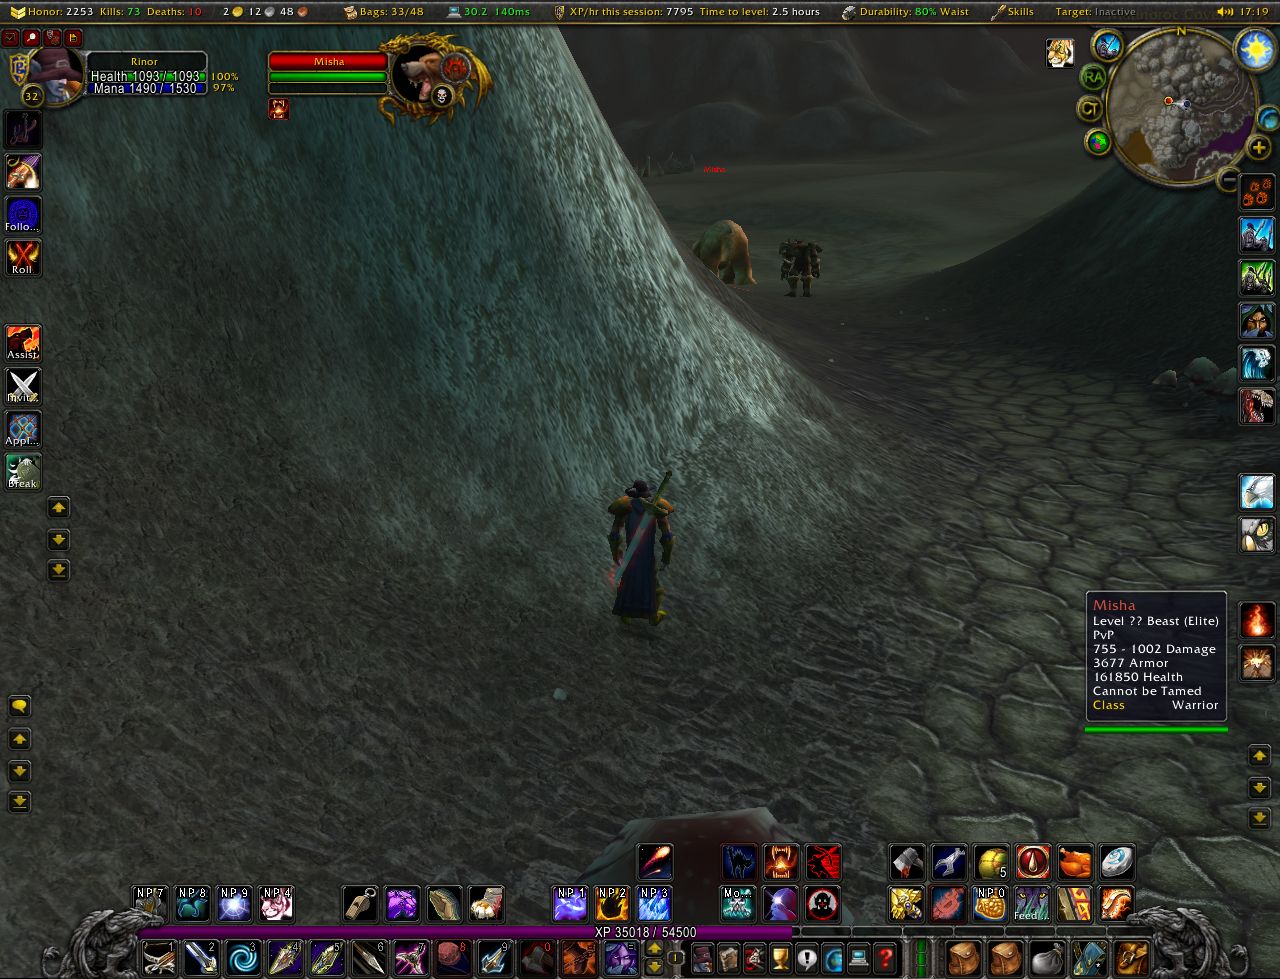 Honor: 2253 Kills: 73 Deaths: 10 2 12 48 Bags: 33/48 30.2 140ms XP/hr this session: 7795 Time to level: 2.5 hours Durability: 80% Waist Skills Target: Inactive 17:19
N
Rinor
Health 1093 / 1093 100%
Mana 1490 / 1530 97%
32
Misha
RA
CT
Misha
Follo...
Roll
Assist
Invit...
Appl...
Break
Misha
Level ?? Beast (Elite)
PvP
755 - 1002 Damage
3677 Armor
161850 Health
Cannot be Tamed
Class Warrior
5
NP 7 NP 8 NP 9 NP 4 NP 1 NP 2 NP 3 Mo... NP 0
Feed...
XP 35018 / 54500
1 2 3 4 5 6 7 8 9 0 - =
1